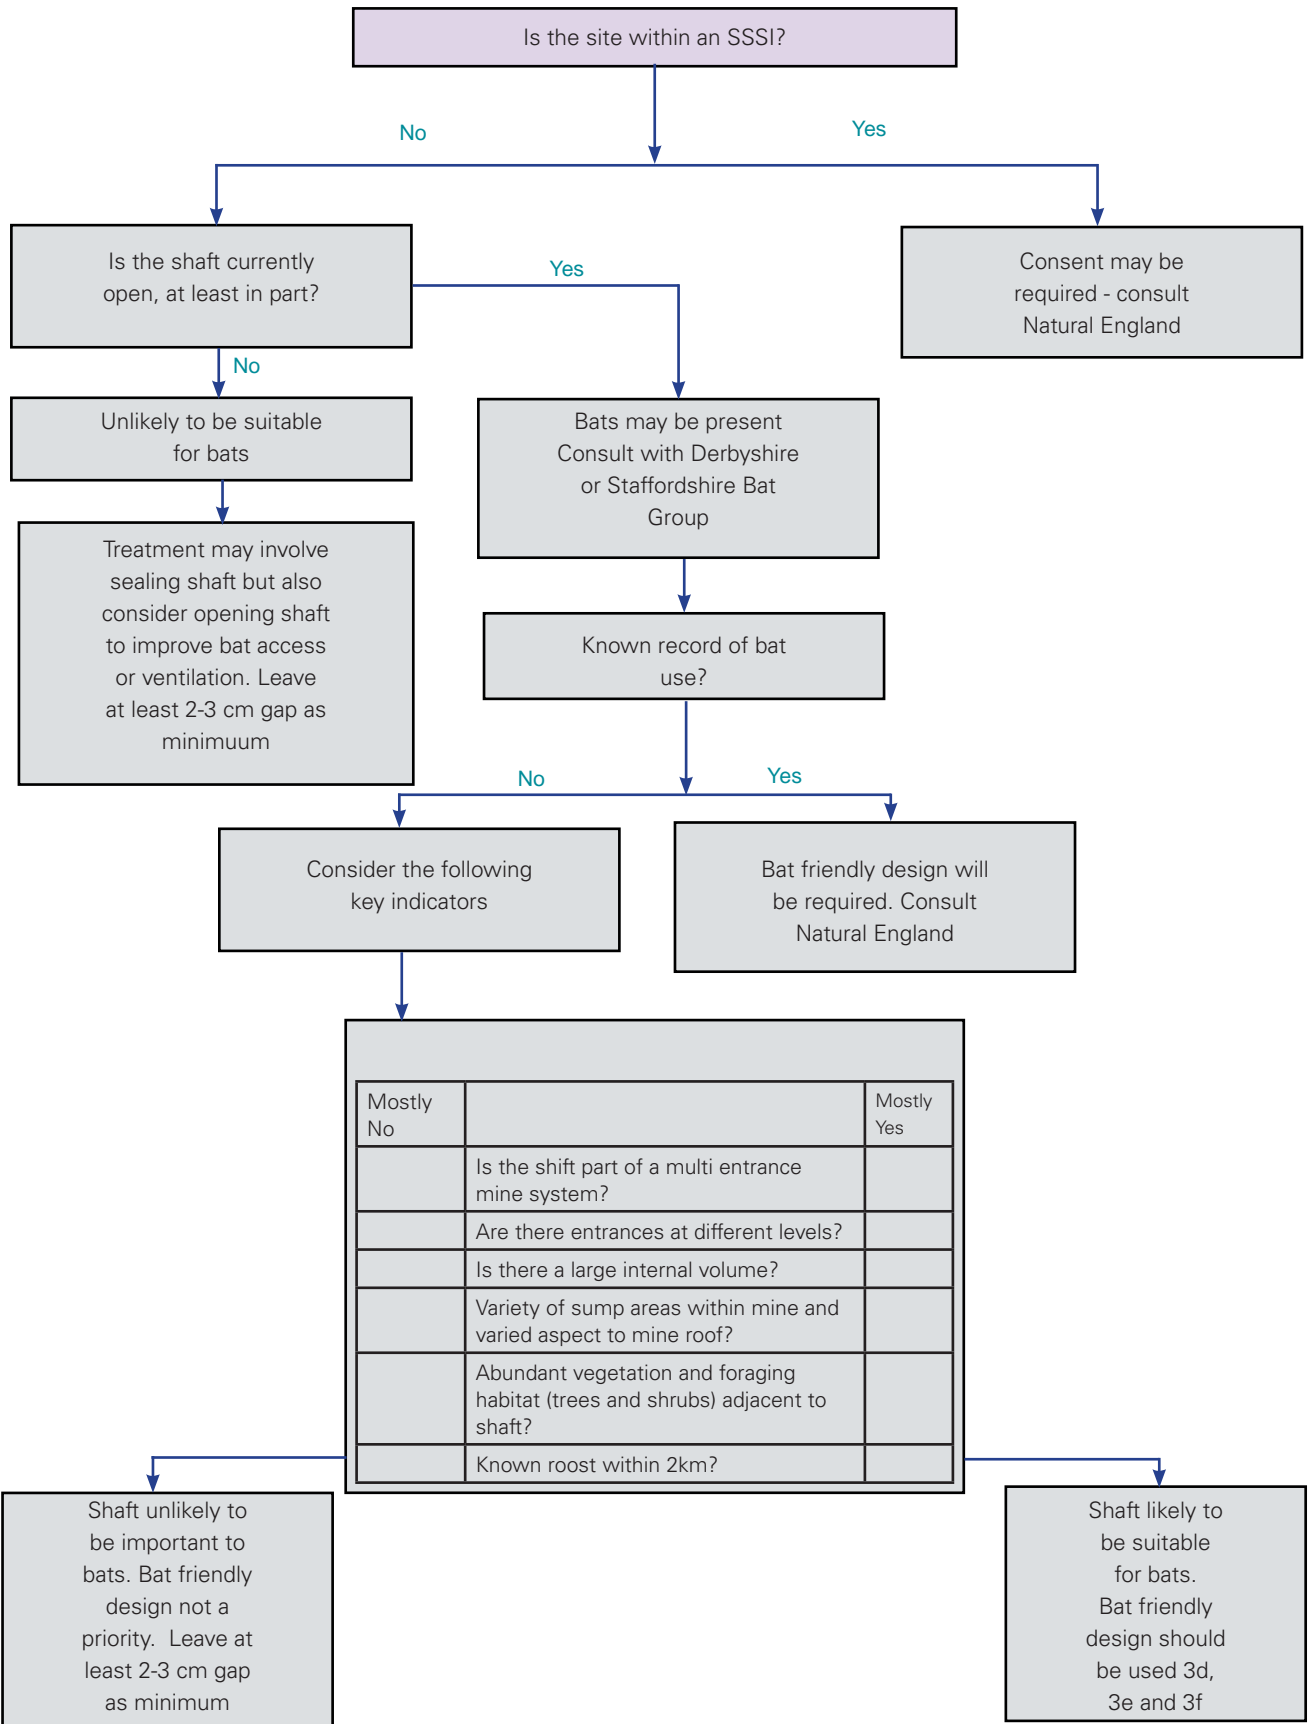 Is the site within an SSSI?
No
Yes
Is the shaft currently
open, at least in part?
Yes
Consent may be
required - consult
Natural England
No
Unlikely to be suitable
for bats
Bats may be present
Consult with Derbyshire
or Staffordshire Bat
Group
Treatment may involve
sealing shaft but also
consider opening shaft
to improve bat access
or ventilation. Leave
at least 2-3 cm gap as
minimuum
Known record of bat
use?
No
Yes
Consider the following
key indicators
Bat friendly design will
be required. Consult
Natural England
Mostly
No
Mostly
Yes
Is the shift part of a multi entrance
mine system?
Are there entrances at different levels?
Is there a large internal volume?
Variety of sump areas within mine and
varied aspect to mine roof?
Abundant vegetation and foraging
habitat (trees and shrubs) adjacent to
shaft?
Known roost within 2km?
Shaft unlikely to
be important to
bats. Bat friendly
design not a
priority. Leave at
least 2-3 cm gap
as minimum
Shaft likely to
be suitable
for bats.
Bat friendly
design should
be used 3d,
3e and 3f